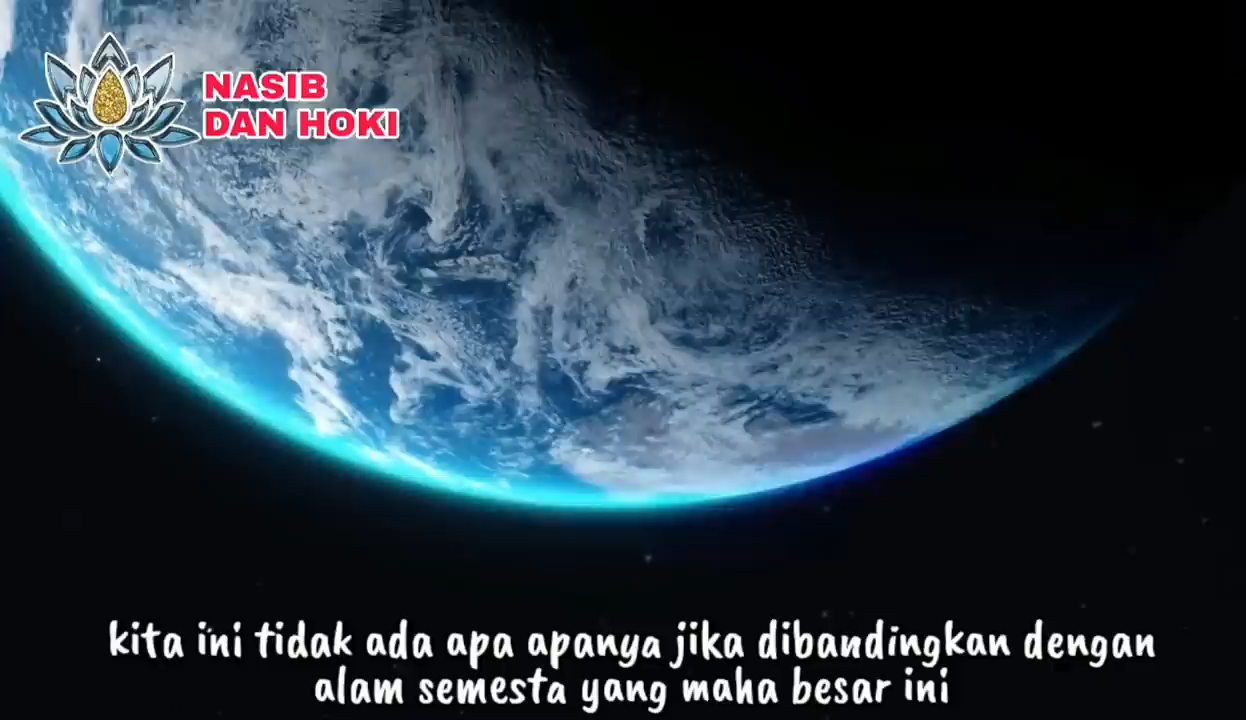 NASIB
DAN HOKI
kita ini tidak ada apa apanya jika dibandingkan dengan
alam semesta yang maha besar ini